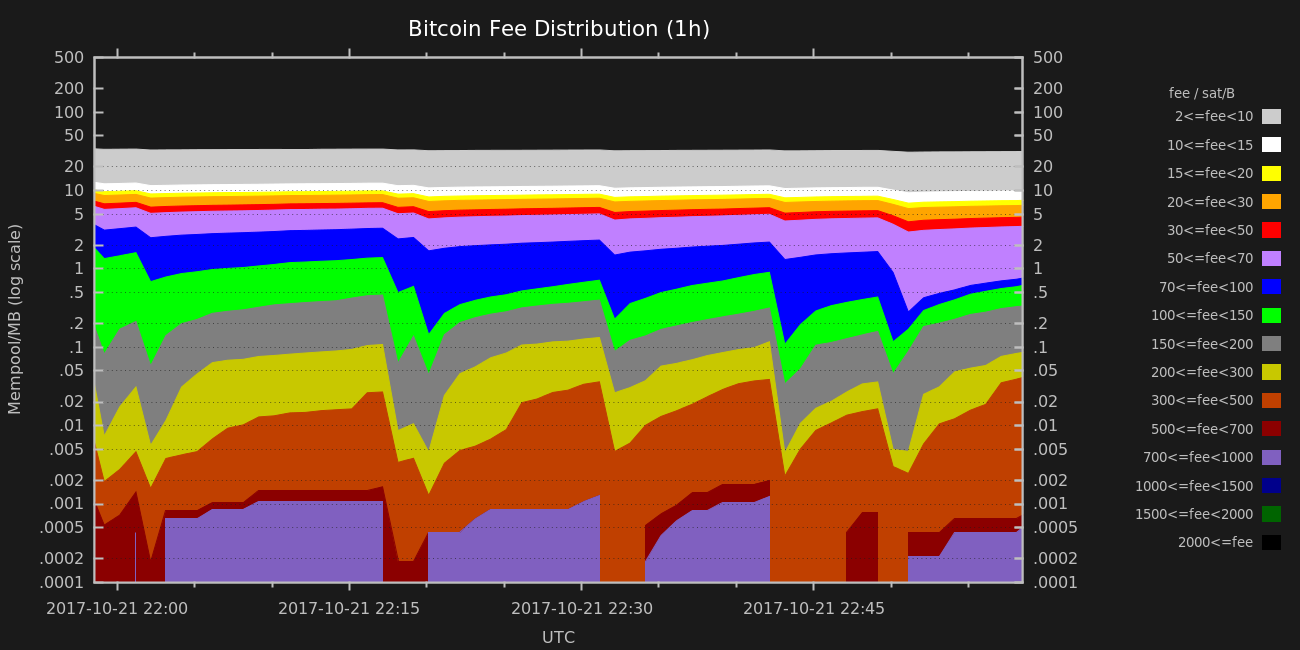 Bitcoin Fee Distribution (1h)
500 500
200 200
100 100
50 50
20 20
10 10
5 5
2 2
1 1
.5 .5
.2 .2
.1 .1
.05 .05
.02 .02
.01 .01
.005 .005
.002 .002
.001 .001
.0005 .0005
.0002 .0002
.0001 .0001
Mempool/MB (log scale)
2017-10-21 22:00 2017-10-21 22:15 2017-10-21 22:30 2017-10-21 22:45
UTC
fee / sat/B
2<=fee<10
10<=fee<15
15<=fee<20
20<=fee<30
30<=fee<50
50<=fee<70
70<=fee<100
100<=fee<150
150<=fee<200
200<=fee<300
300<=fee<500
500<=fee<700
700<=fee<1000
1000<=fee<1500
1500<=fee<2000
2000<=fee